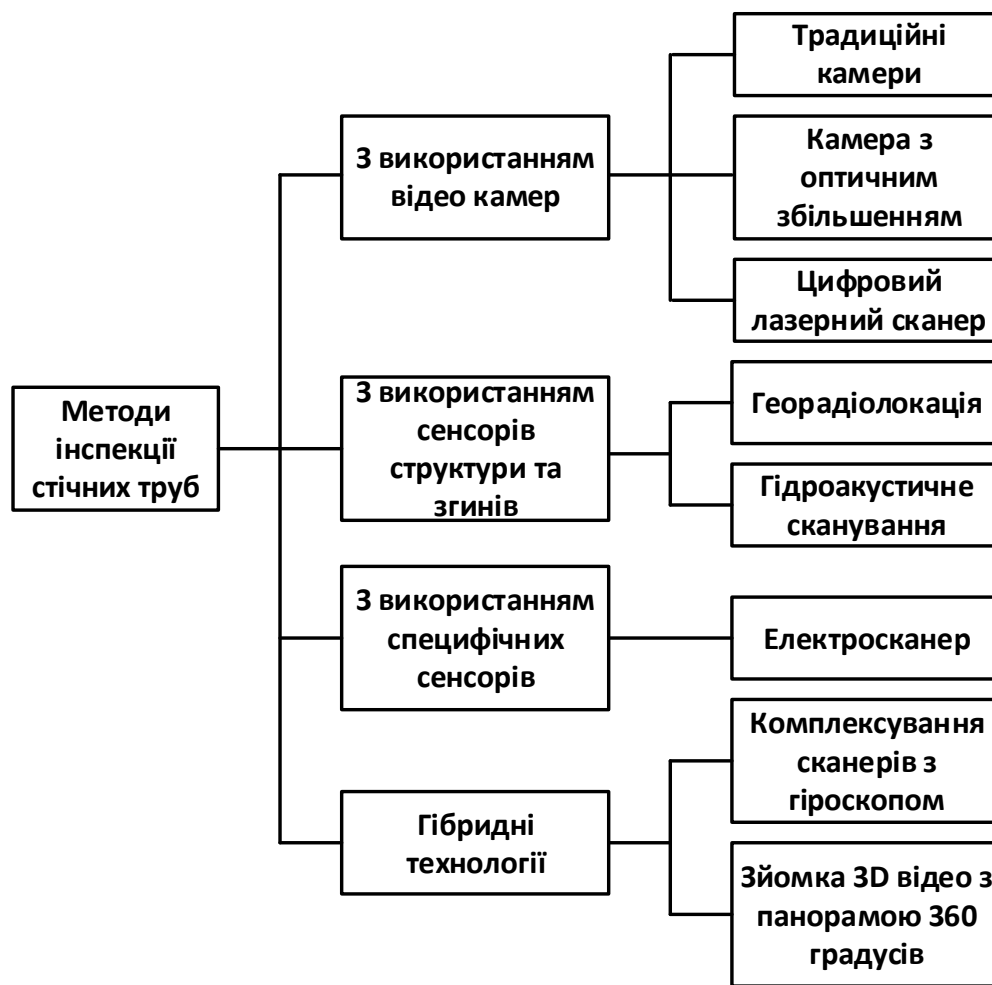 Методи
інспекції
стічних труб
З використанням
відео камер
Традиційні
камери
Камера з
оптичним
збільшенням
Цифровий
лазерний сканер
З використанням
сенсорів
структури та
згинів
Георадіолокація
Гідроакустичне
сканування
З використанням
специфічних
сенсорів
Електросканер
Гібридні
технології
Комплексування
сканерів з
гіроскопом
Зйомка 3D відео з
панорамою 360
градусів